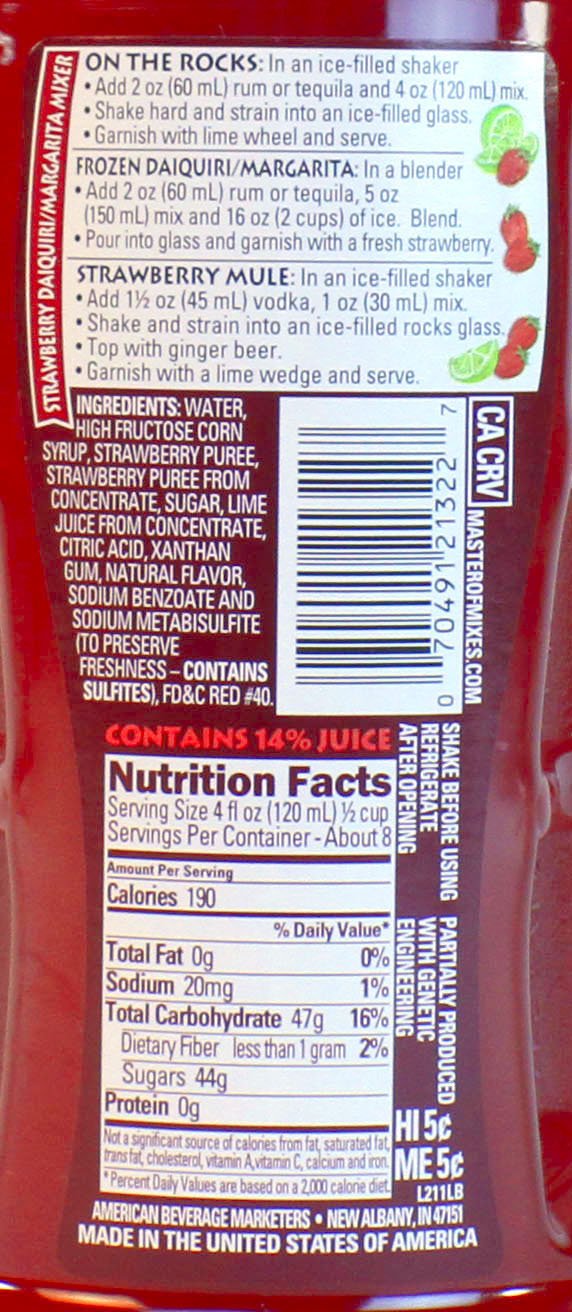 STRAWBERRY DAIQUIRI/MARGARITA MIXER
ON THE ROCKS: In an ice-filled shaker
• Add 2 oz (60 mL) rum or tequila and 4 oz (120 mL) mix.
• Shake hard and strain into an ice-filled glass.
• Garnish with lime wheel and serve.
FROZEN DAIQUIRI/MARGARITA: In a blender
• Add 2 oz (60 mL) rum or tequila, 5 oz
(150 mL) mix and 16 oz (2 cups) of ice. Blend.
• Pour into glass and garnish with a fresh strawberry.
STRAWBERRY MULE: In an ice-filled shaker
• Add 1½ oz (45 mL) vodka, 1 oz (30 mL) mix.
• Shake and strain into an ice-filled rocks glass.
• Top with ginger beer.
• Garnish with a lime wedge and serve.
INGREDIENTS: WATER,
HIGH FRUCTOSE CORN
SYRUP, STRAWBERRY PUREE,
STRAWBERRY PUREE FROM
CONCENTRATE, SUGAR, LIME
JUICE FROM CONCENTRATE,
CITRIC ACID, XANTHAN
GUM, NATURAL FLAVOR,
SODIUM BENZOATE AND
SODIUM METABISULFITE
(TO PRESERVE
FRESHNESS – CONTAINS
SULFITES), FD&C RED #40.
0 70491 21322 7
CA CRV
MASTEROFMIXES.COM
CONTAINS 14% JUICE
Nutrition Facts
Serving Size 4 fl oz (120 mL) ½ cup
Servings Per Container - About 8
Amount Per Serving
Calories 190
% Daily Value*
Total Fat 0g 0%
Sodium 20mg 1%
Total Carbohydrate 47g 16%
Dietary Fiber less than 1 gram 2%
Sugars 44g
Protein 0g
Not a significant source of calories from fat, saturated fat,
trans fat, cholesterol, vitamin A, vitamin C, calcium and iron.
*Percent Daily Values are based on a 2,000 calorie diet.
SHAKE BEFORE USING
REFRIGERATE
AFTER OPENING
PARTIALLY PRODUCED
WITH GENETIC
ENGINEERING
HI 5¢
ME 5¢
L211LB
AMERICAN BEVERAGE MARKETERS • NEW ALBANY, IN 47151
MADE IN THE UNITED STATES OF AMERICA